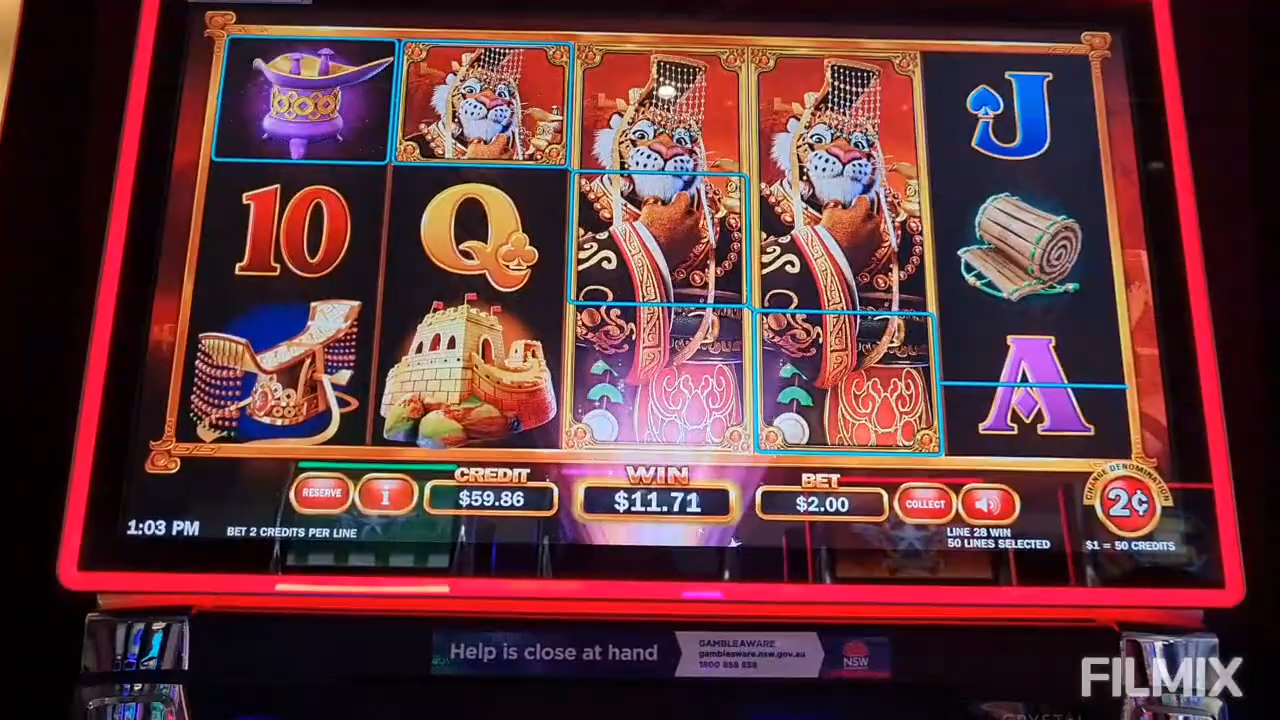 J
10
Q
A
CREDIT
WIN
BET
CHANGE DENOMINATION
RESERVE
i
$59.86
$11.71
$2.00
COLLECT
2¢
1:03 PM
BET 2 CREDITS PER LINE
LINE 28 WIN
50 LINES SELECTED
$1 = 50 CREDITS
Help is close at hand
GAMBLEAWARE
gambleaware.nsw.gov.au
1800 858 858
NSW
FILMIX